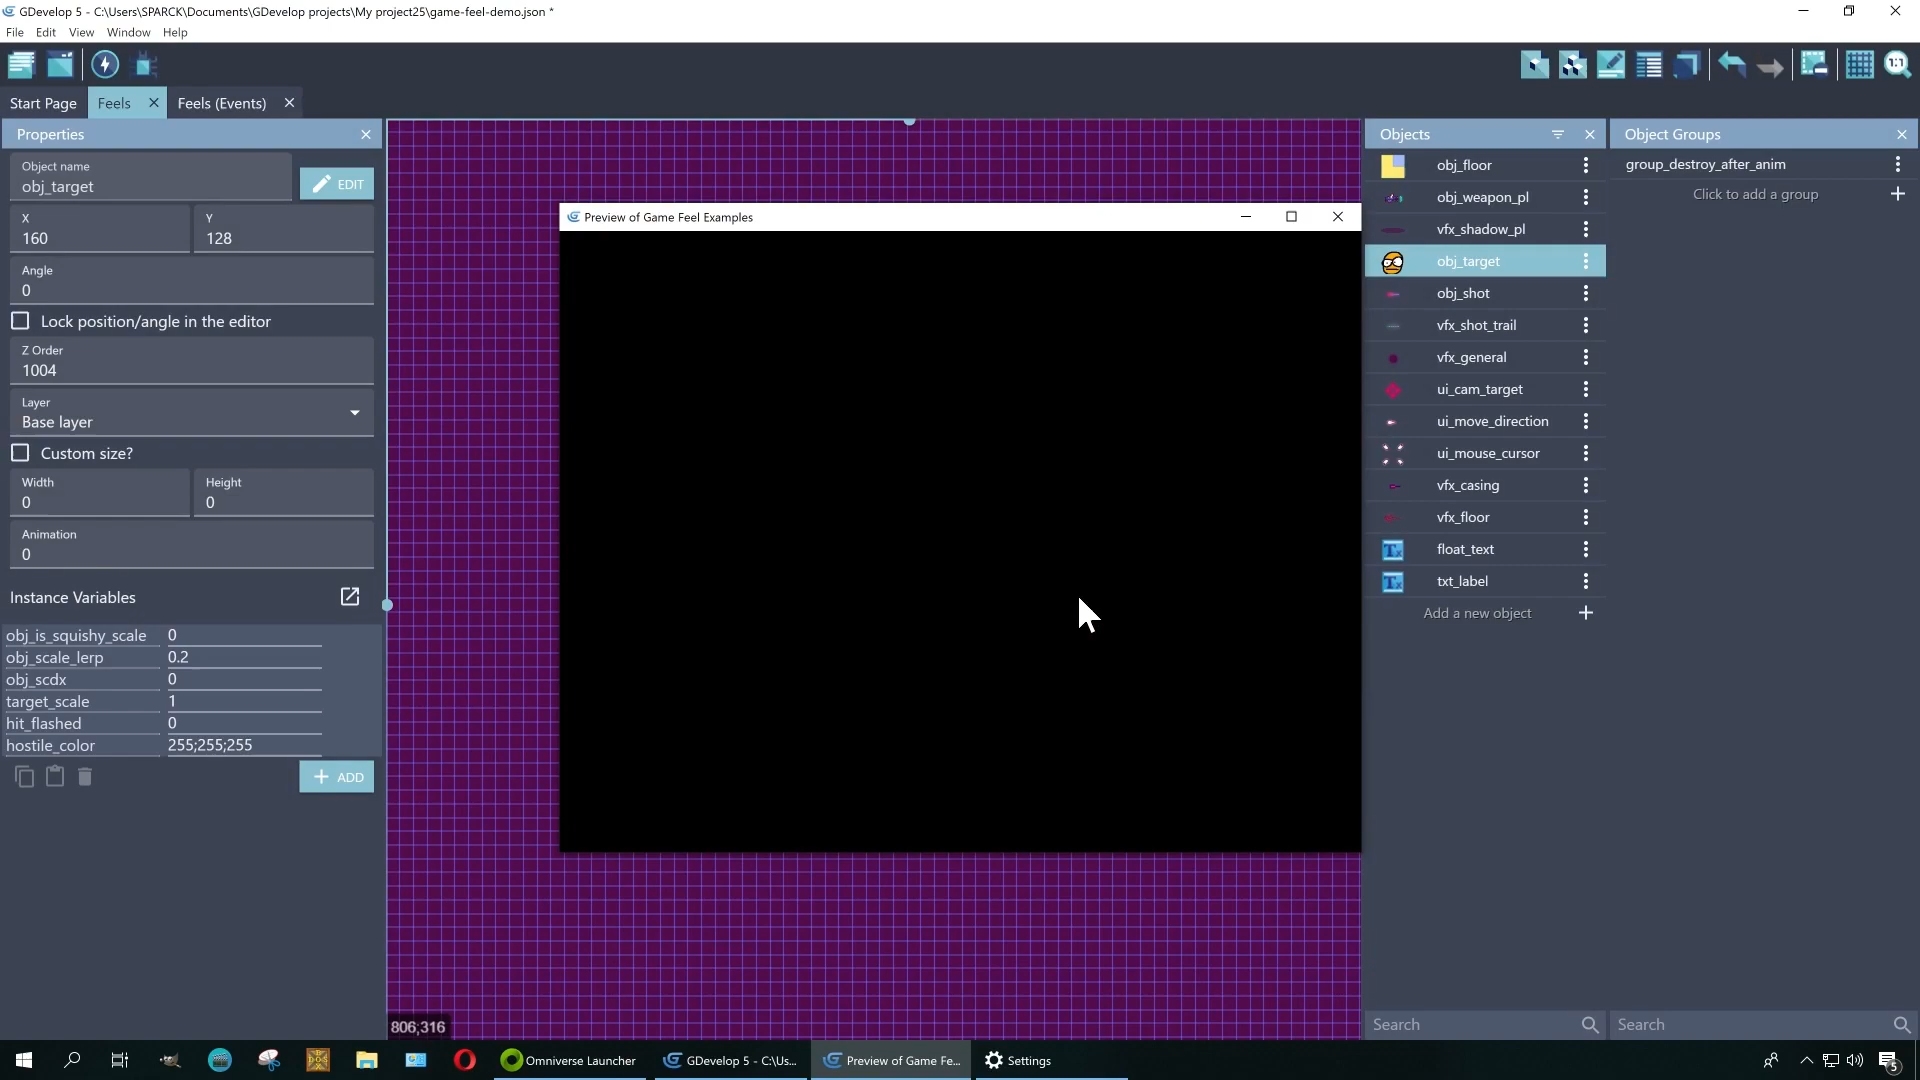 GDevelop 5 - C:\Users\SPARCK\Documents\GDevelop projects\My project25\game-feel-demo.json *
File Edit View Window Help
1:1
Start Page Feels Feels (Events)
Properties
Object name
obj_target
EDIT
X
160
Y
128
Angle
0
Lock position/angle in the editor
Z Order
1004
Layer
Base layer
Custom size?
Width
0
Height
0
Animation
0
Instance Variables
obj_is_squishy_scale 0
obj_scale_lerp 0.2
obj_scdx 0
target_scale 1
hit_flashed 0
hostile_color 255;255;255
ADD
Preview of Game Feel Examples
806;316
Objects
obj_floor
obj_weapon_pl
vfx_shadow_pl
obj_target
obj_shot
vfx_shot_trail
vfx_general
ui_cam_target
ui_move_direction
ui_mouse_cursor
vfx_casing
vfx_floor
float_text
txt_label
Add a new object
Search
Object Groups
group_destroy_after_anim
Click to add a group
Search
Omniverse Launcher GDevelop 5 - C:\Us... Preview of Game Fe... Settings
5